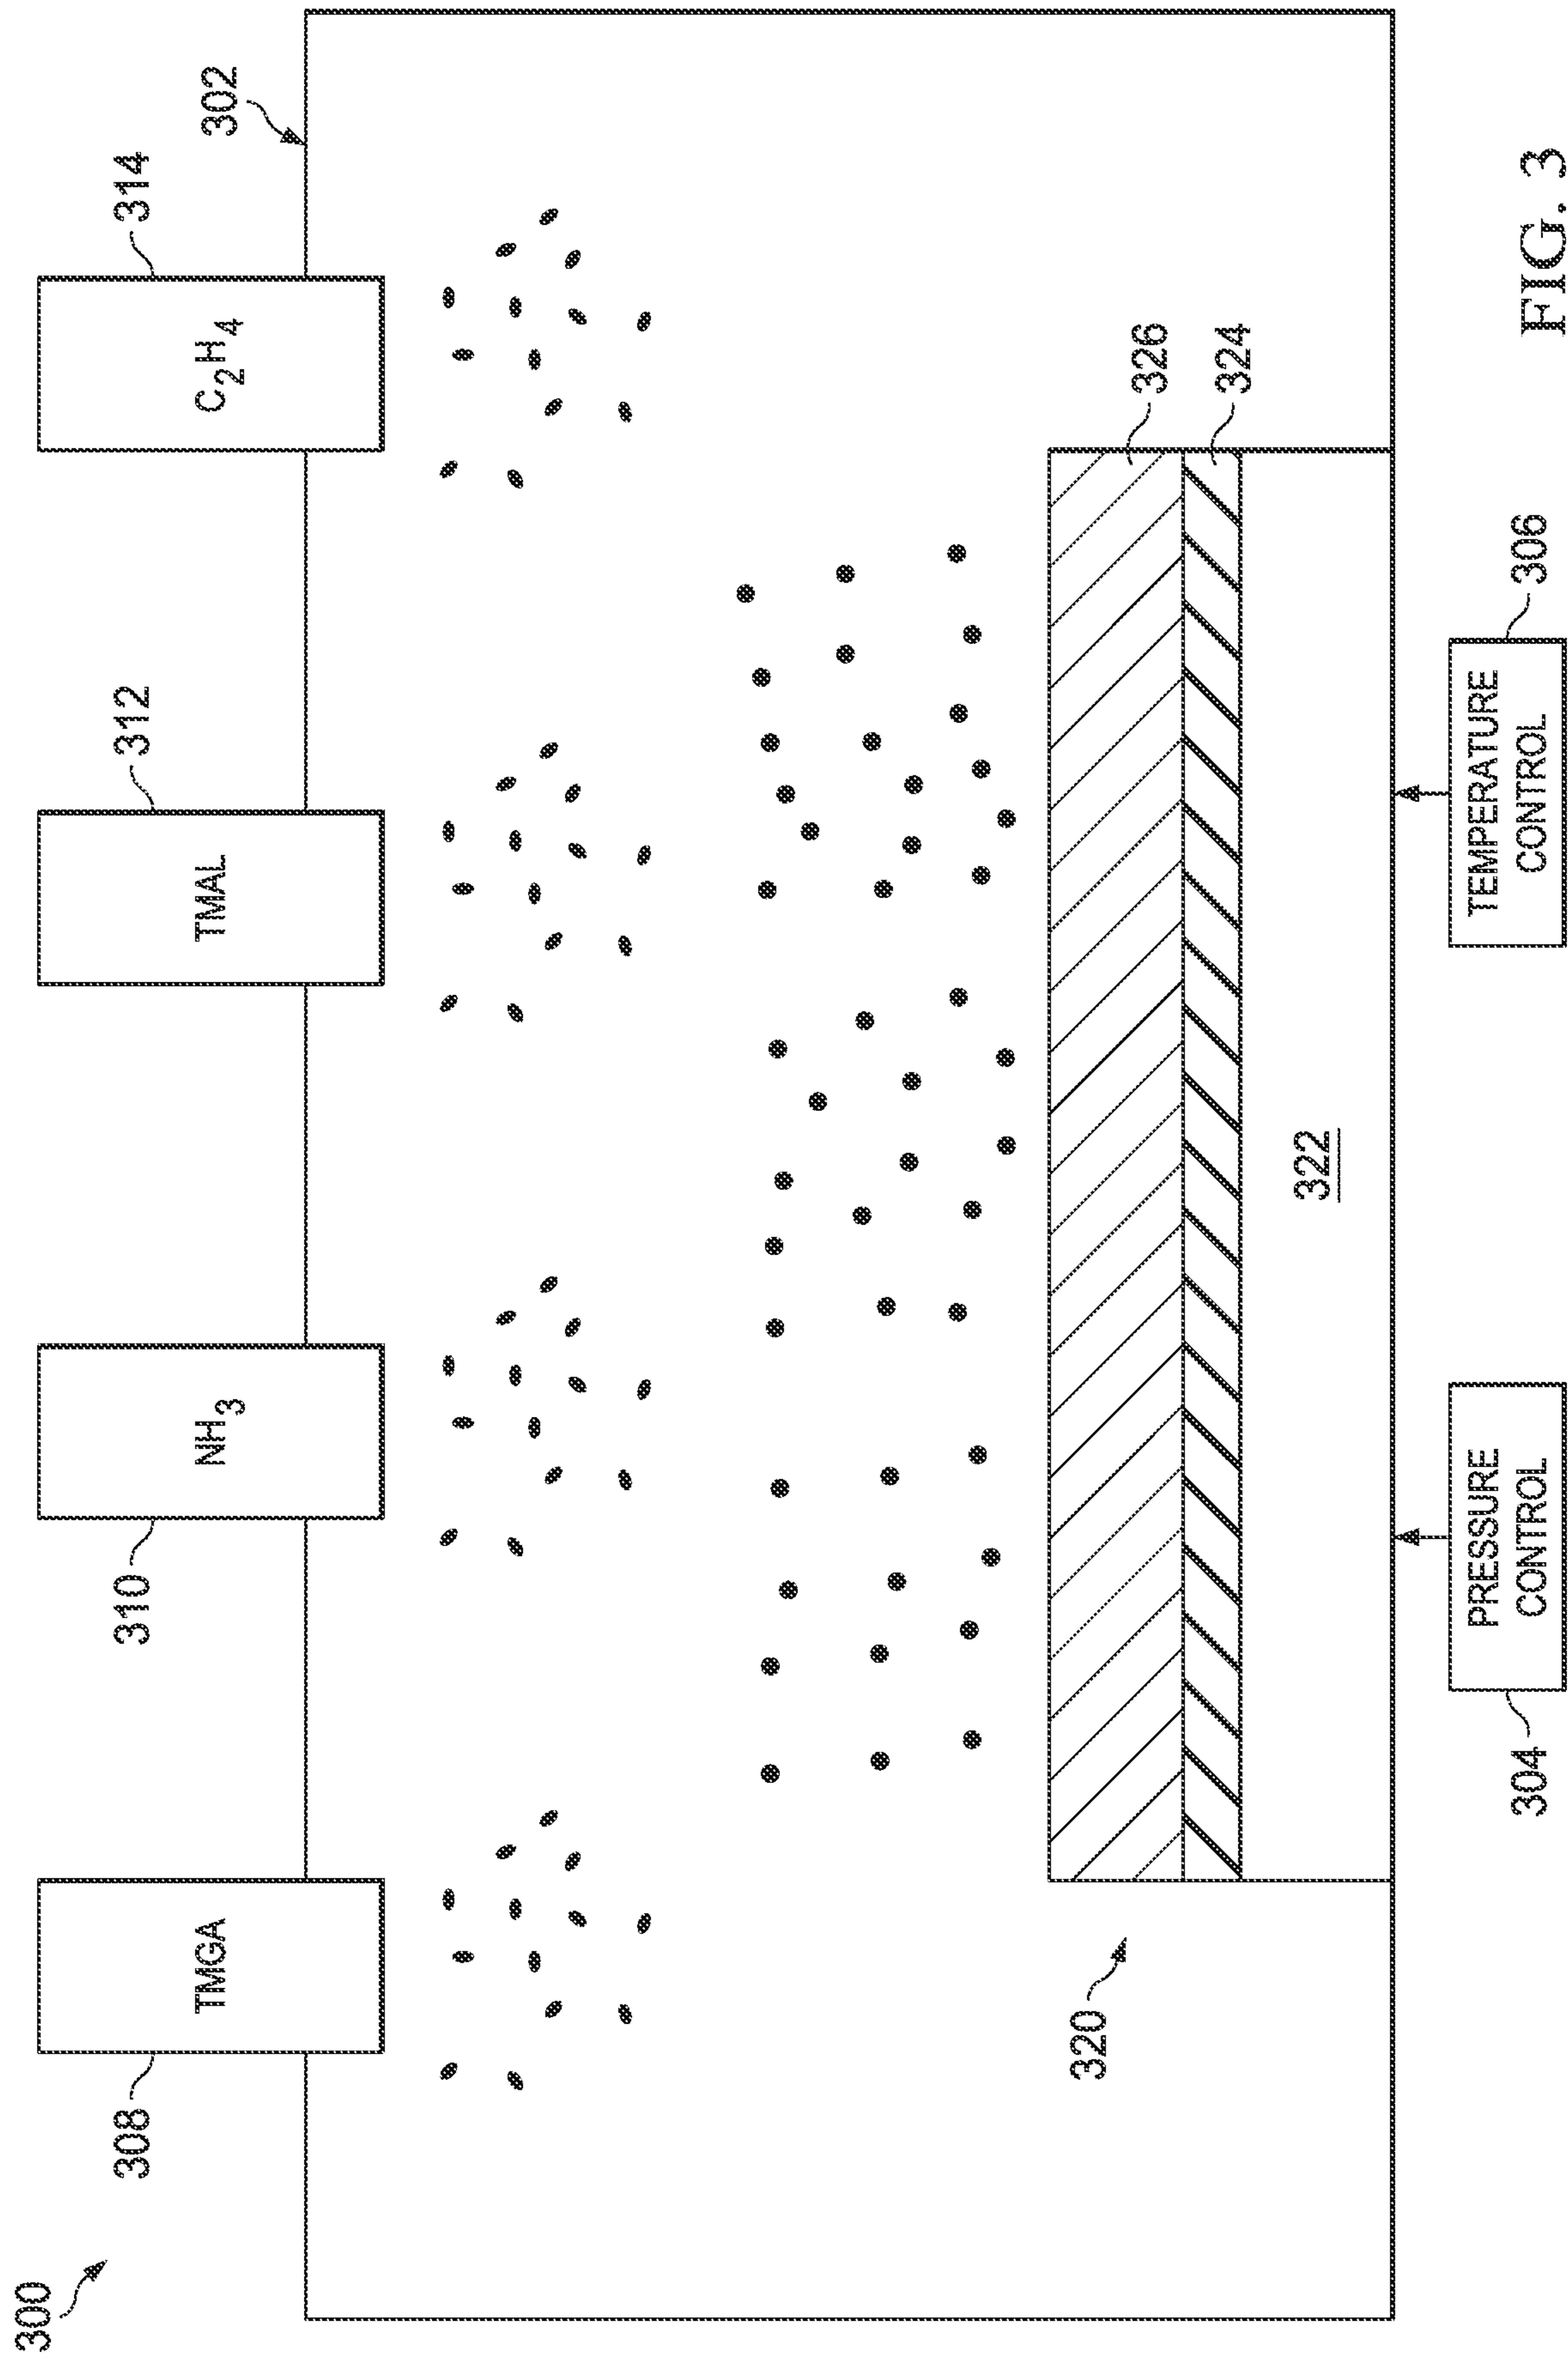 300
308
TMGA
310
NH3
312
TMAL
314
C2H4
302
320
326
324
322
304
PRESSURE
CONTROL
TEMPERATURE
CONTROL
306
FIG. 3